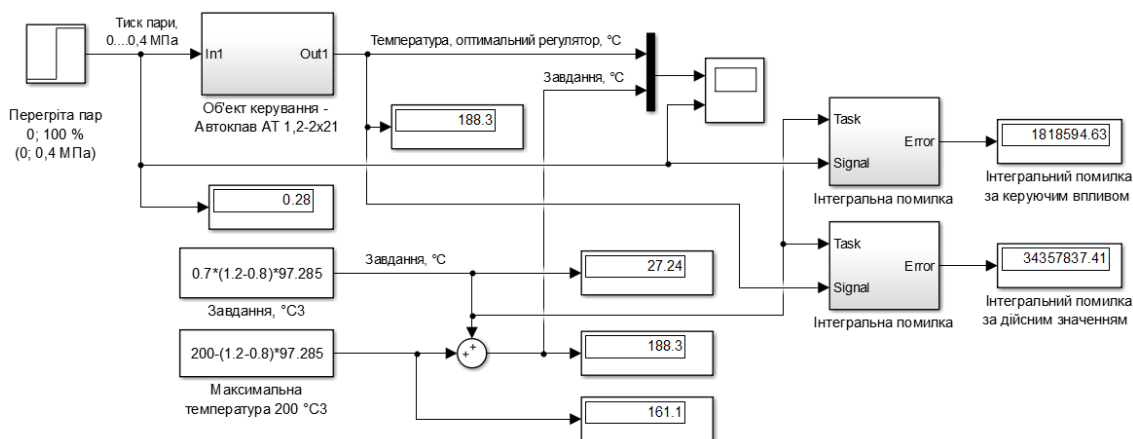 Тиск пари,
0....0,4 МПа
In1
Out1
Температура, оптимальний регулятор, °C
Завдання, °C
Перегріта пар
0; 100 %
(0; 0,4 МПа)
Об'ект керування -
Автоклав АТ 1,2-2x21
188.3
Task
Signal
Error
1818594.63
Інтегральна помилка
Інтегральний помилка
за керуючим впливом
0.28
0.7*(1.2-0.8)*97.285
Завдання, °C
27.24
Завдання, °C3
Task
Signal
Error
34357837.41
Інтегральна помилка
Інтегральний помилка
за дійсним значенням
200-(1.2-0.8)*97.285
+
+
188.3
Максимальна
температура 200 °C3
161.1